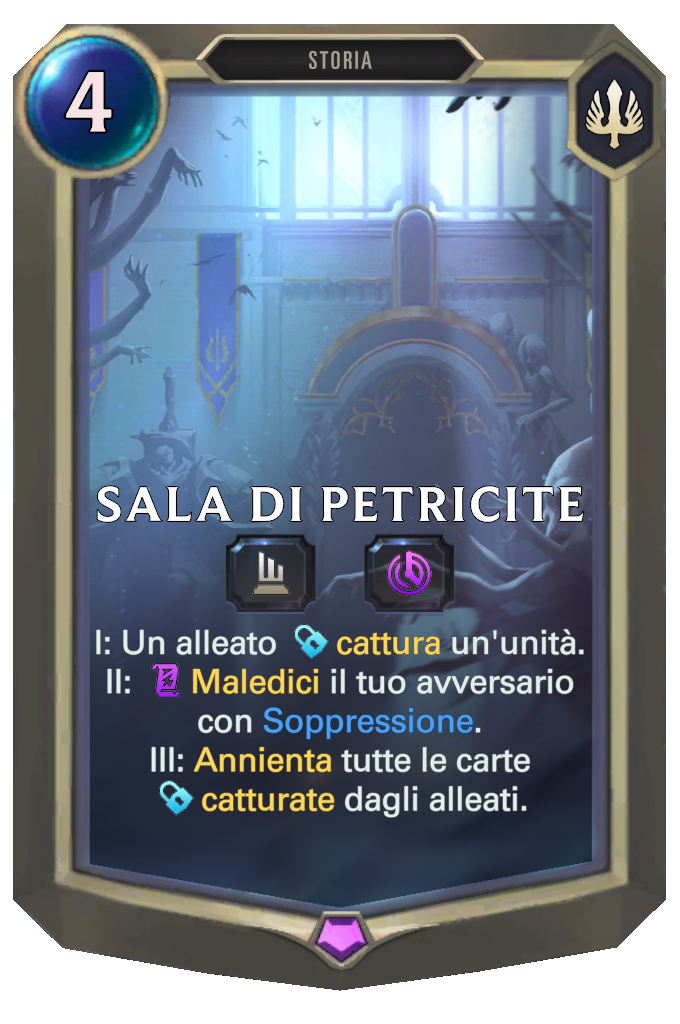 4
STORIA
SALA DI PETRICITE
I: Un alleato cattura un'unità.
II: Maledici il tuo avversario
con Soppressione.
III: Annienta tutte le carte
catturate dagli alleati.